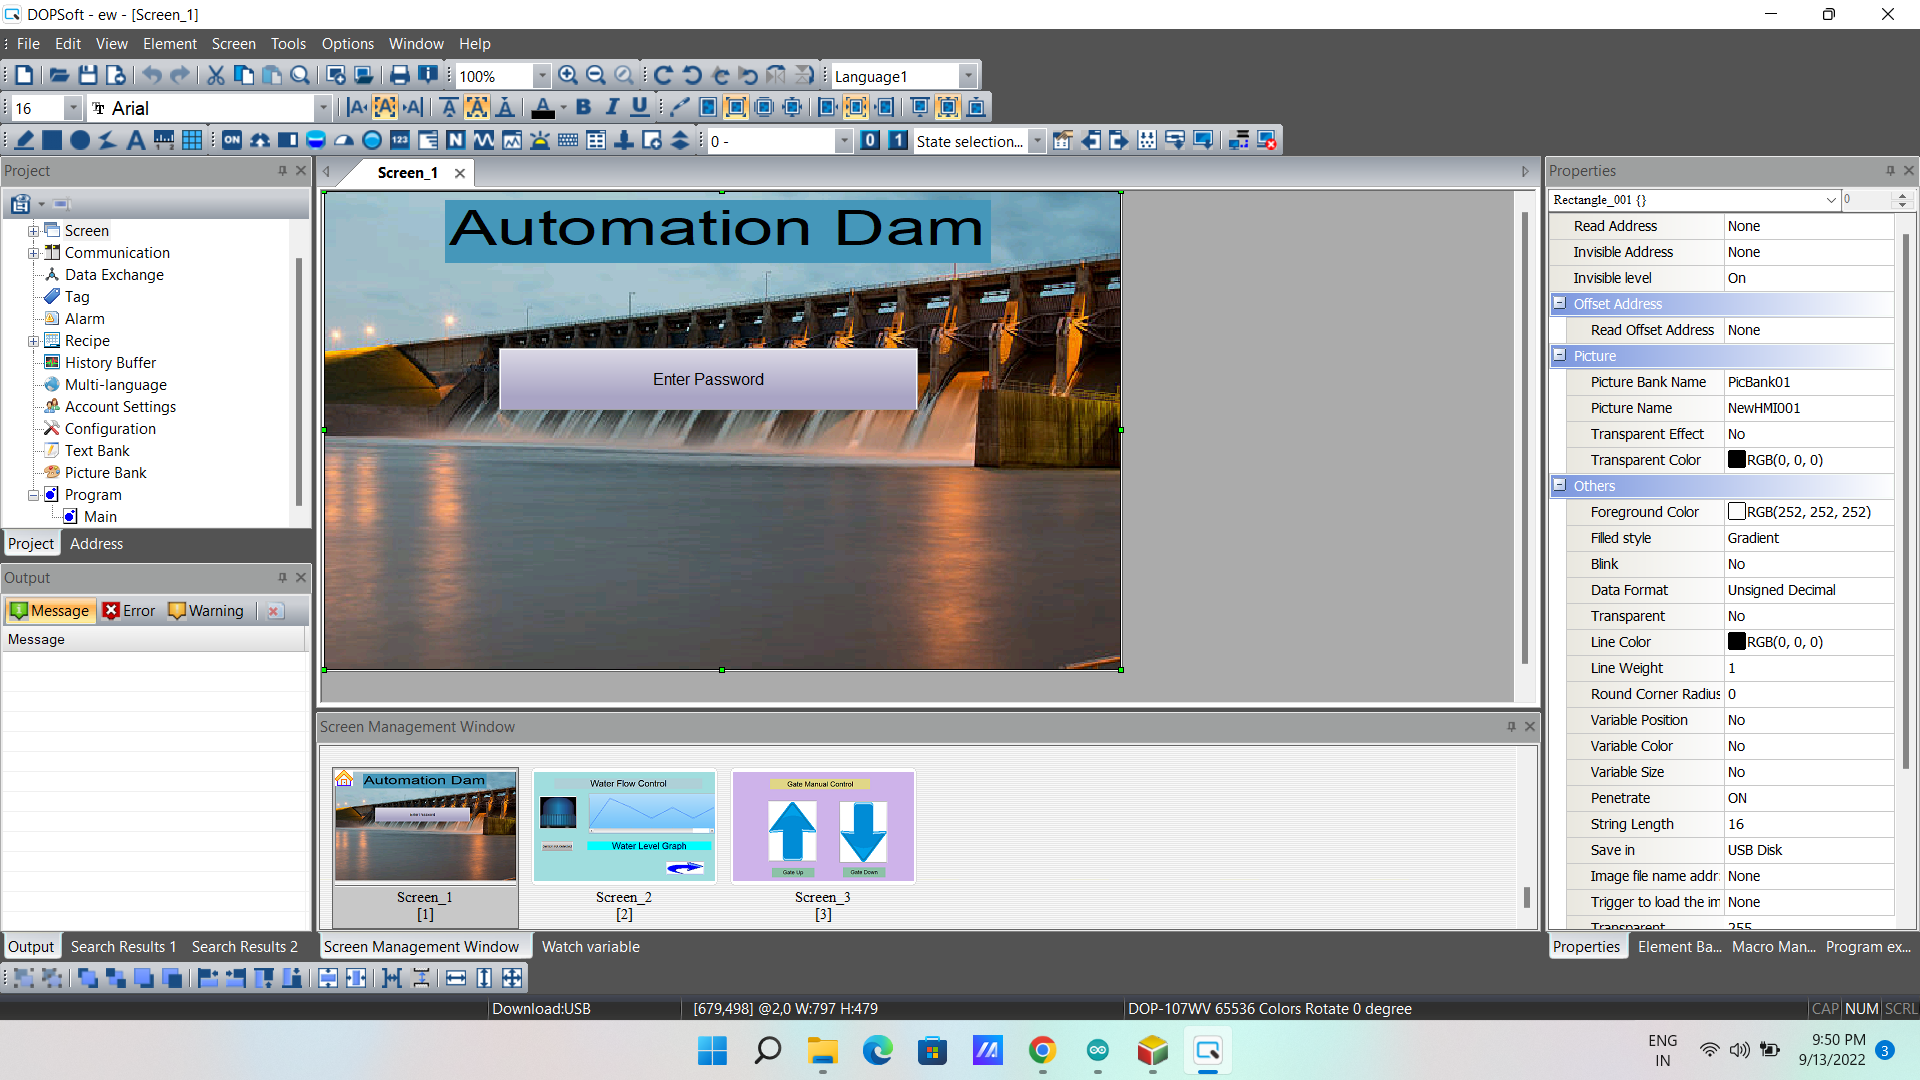 DOPSoft - ew - [Screen_1]
File Edit View Element Screen Tools Options Window Help
100% Language1
16 Arial
0 - State selection...
Project
Screen
Communication
Data Exchange
Tag
Alarm
Recipe
History Buffer
Multi-language
Account Settings
Configuration
Text Bank
Picture Bank
Program
Main
Project Address
Output
Message Error Warning
Message
Output Search Results 1 Search Results 2
Screen_1
Automation Dam
Enter Password
Screen Management Window
Automation Dam
Enter Password
Screen_1
[1]
Water Flow Control
Water Level Graph
Screen_2
[2]
Gate Manual Control
Gate Up Gate Down
Screen_3
[3]
Screen Management Window Watch variable
Properties
Rectangle_001 {} 0
Read Address None
Invisible Address None
Invisible level On
Offset Address
Read Offset Address None
Picture
Picture Bank Name PicBank01
Picture Name NewHMI001
Transparent Effect No
Transparent Color RGB(0, 0, 0)
Others
Foreground Color RGB(252, 252, 252)
Filled style Gradient
Blink No
Data Format Unsigned Decimal
Transparent No
Line Color RGB(0, 0, 0)
Line Weight 1
Round Corner Radius 0
Variable Position No
Variable Color No
Variable Size No
Penetrate ON
String Length 16
Save in USB Disk
Image file name addr None
Trigger to load the im None
Transparent 255
Properties Element Ba... Macro Man... Program ex...
Download:USB [679,498] @2,0 W:797 H:479 DOP-107WV 65536 Colors Rotate 0 degree CAP NUM SCRL
ENG
IN
9:50 PM
9/13/2022
3